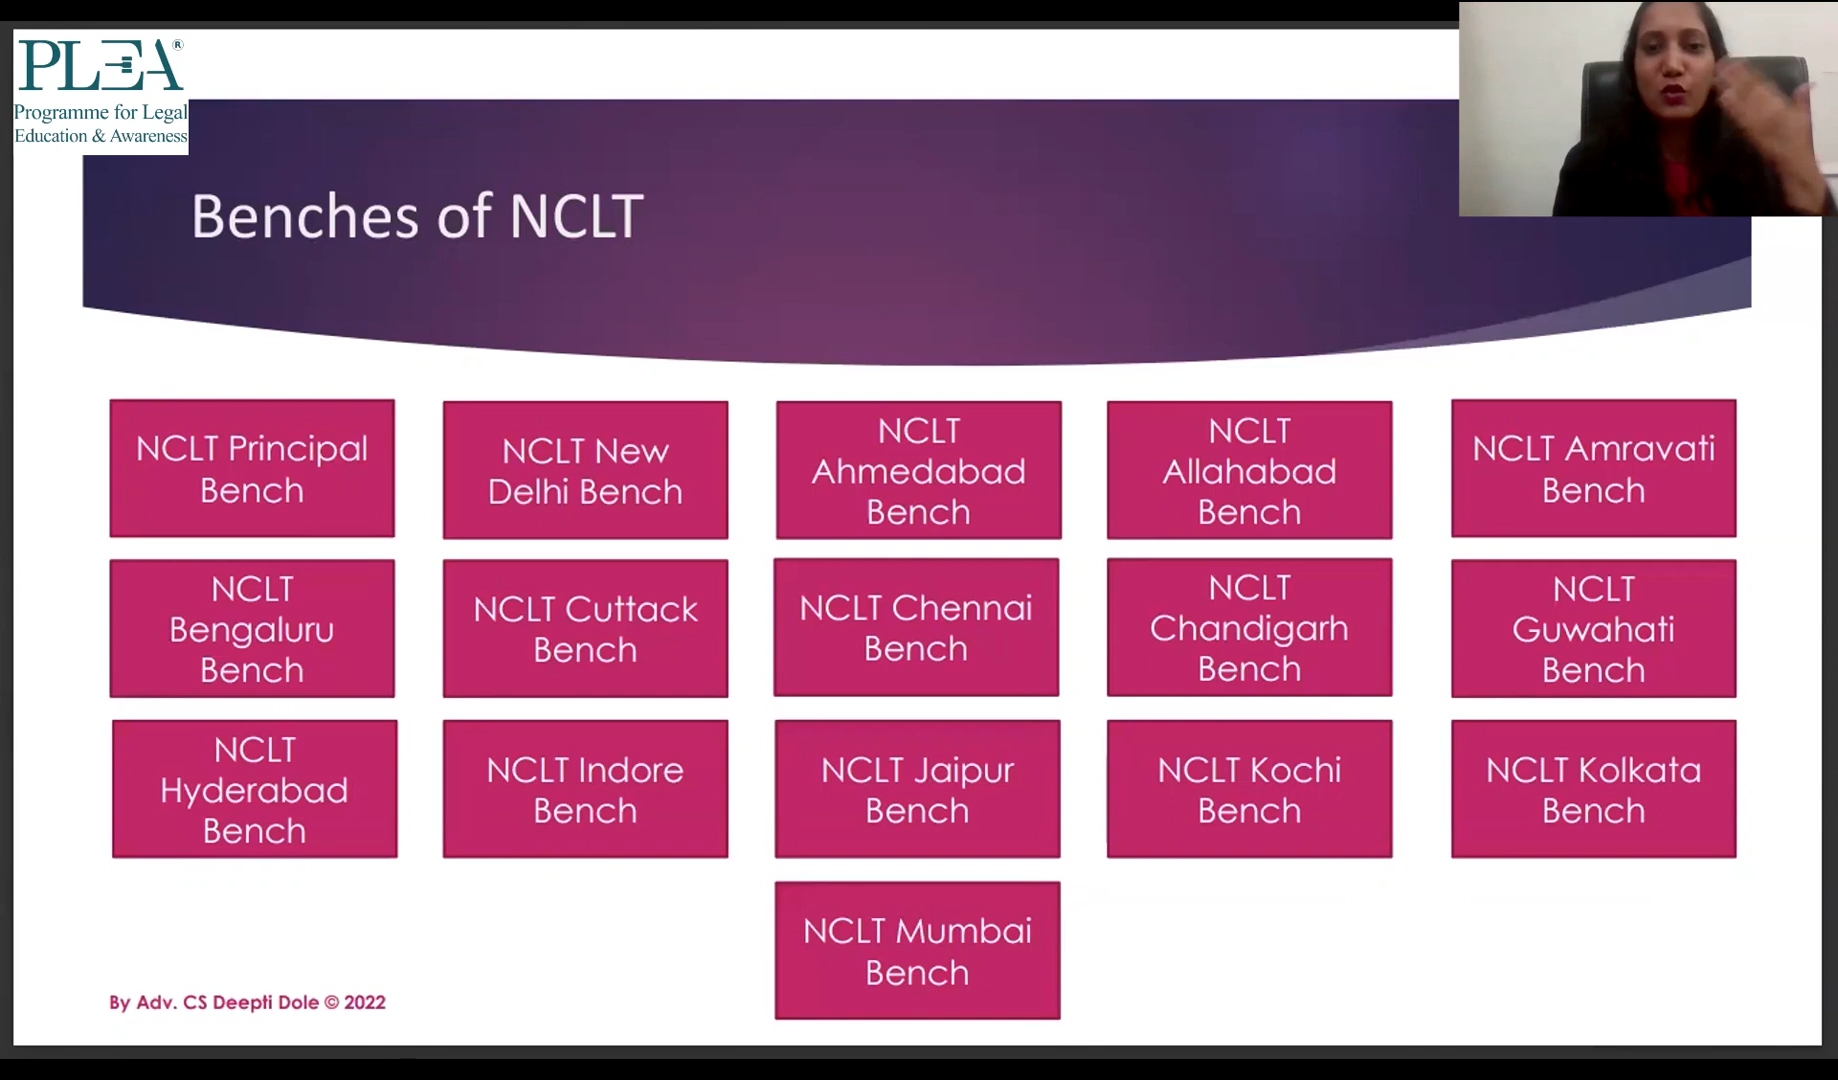 PLEA®
Programme for Legal
Education & Awareness
Benches of NCLT
NCLT Principal
Bench
NCLT New
Delhi Bench
NCLT
Ahmedabad
Bench
NCLT
Allahabad
Bench
NCLT Amravati
Bench
NCLT
Bengaluru
Bench
NCLT Cuttack
Bench
NCLT Chennai
Bench
NCLT
Chandigarh
Bench
NCLT
Guwahati
Bench
NCLT
Hyderabad
Bench
NCLT Indore
Bench
NCLT Jaipur
Bench
NCLT Kochi
Bench
NCLT Kolkata
Bench
NCLT Mumbai
Bench
By Adv. CS Deepti Dole © 2022